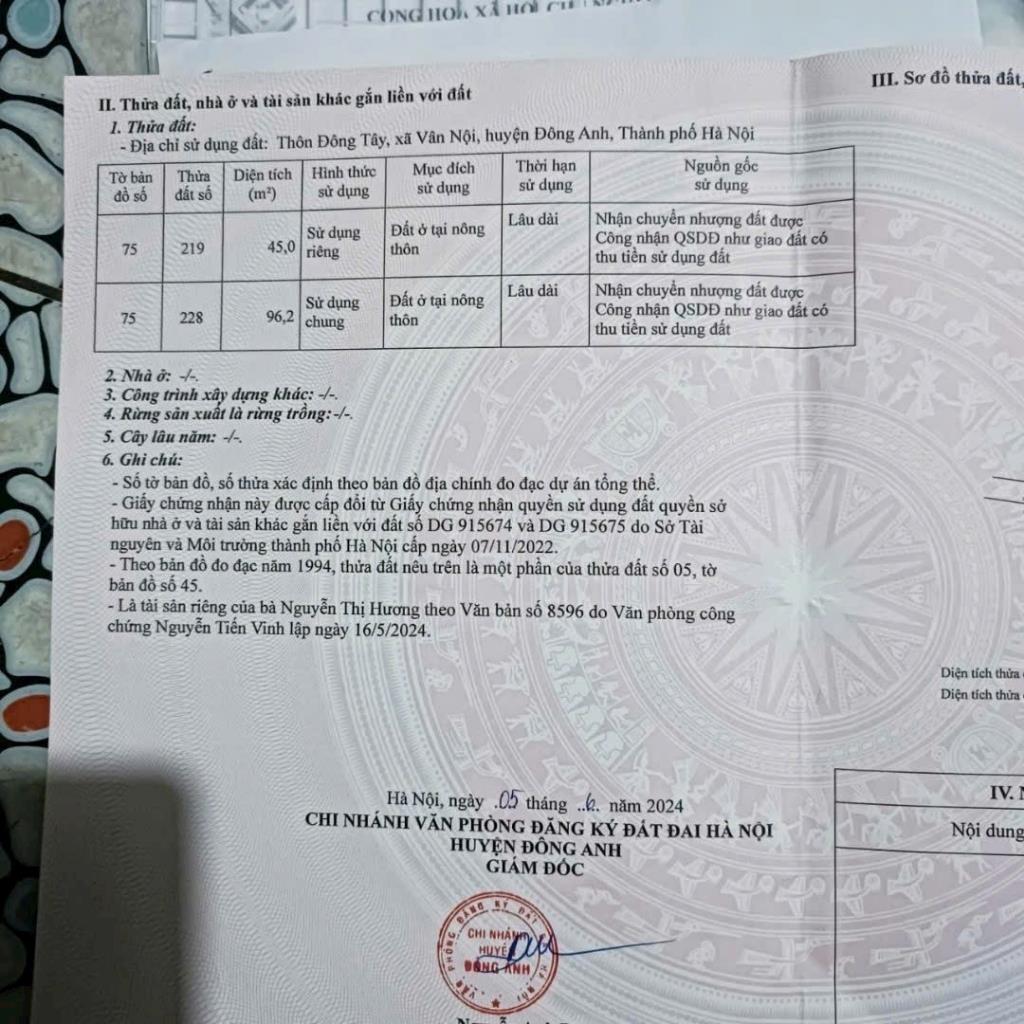 CỘNG HOÀ XÃ HỘI
II. Thửa đất, nhà ở và tài sản khác gắn liền với đất
1. Thửa đất:
- Địa chỉ sử dụng đất: Thôn Đông Tây, xã Vân Nội, huyện Đông Anh, Thành phố Hà Nội
Tờ bản đồ số | Thửa đất số | Diện tích (m²) | Hình thức sử dụng | Mục đích sử dụng | Thời hạn sử dụng | Nguồn gốc sử dụng
75 | 219 | 45,0 | Sử dụng riêng | Đất ở tại nông thôn | Lâu dài | Nhận chuyển nhượng đất được Công nhận QSDĐ như giao đất có thu tiền sử dụng đất
75 | 228 | 96,2 | Sử dụng chung | Đất ở tại nông thôn | Lâu dài | Nhận chuyển nhượng đất được Công nhận QSDĐ như giao đất có thu tiền sử dụng đất
2. Nhà ở: -/-.
3. Công trình xây dựng khác: -/-.
4. Rừng sản xuất là rừng trồng:-/-.
5. Cây lâu năm: -/-.
6. Ghi chú:
- Số tờ bản đồ, số thửa xác định theo bản đồ địa chính đo đạc dự án tổng thể.
- Giấy chứng nhận này được cấp đổi từ Giấy chứng nhận quyền sử dụng đất quyền sở
hữu nhà ở và tài sản khác gắn liền với đất số DG 915674 và DG 915675 do Sở Tài
nguyên và Môi trường thành phố Hà Nội cấp ngày 07/11/2022.
- Theo bản đồ đo đạc năm 1994, thửa đất nêu trên là một phần của thửa đất số 05, tờ
bản đồ số 45.
- Là tài sản riêng của bà Nguyễn Thị Hương theo Văn bản số 8596 do Văn phòng công
chứng Nguyễn Tiến Vinh lập ngày 16/5/2024.
Hà Nội, ngày .05 tháng ..6. năm 2024
CHI NHÁNH VĂN PHÒNG ĐĂNG KÝ ĐẤT ĐAI HÀ NỘI
HUYỆN ĐÔNG ANH
GIÁM ĐỐC
VĂN PHÒNG ĐĂNG KÝ ĐẤT ĐAI HÀ NỘI
CHI NHÁNH
HUYỆN
ĐÔNG ANH
III. Sơ đồ thửa đất,
Diện tích thửa
Diện tích thửa
IV.
Nội dung